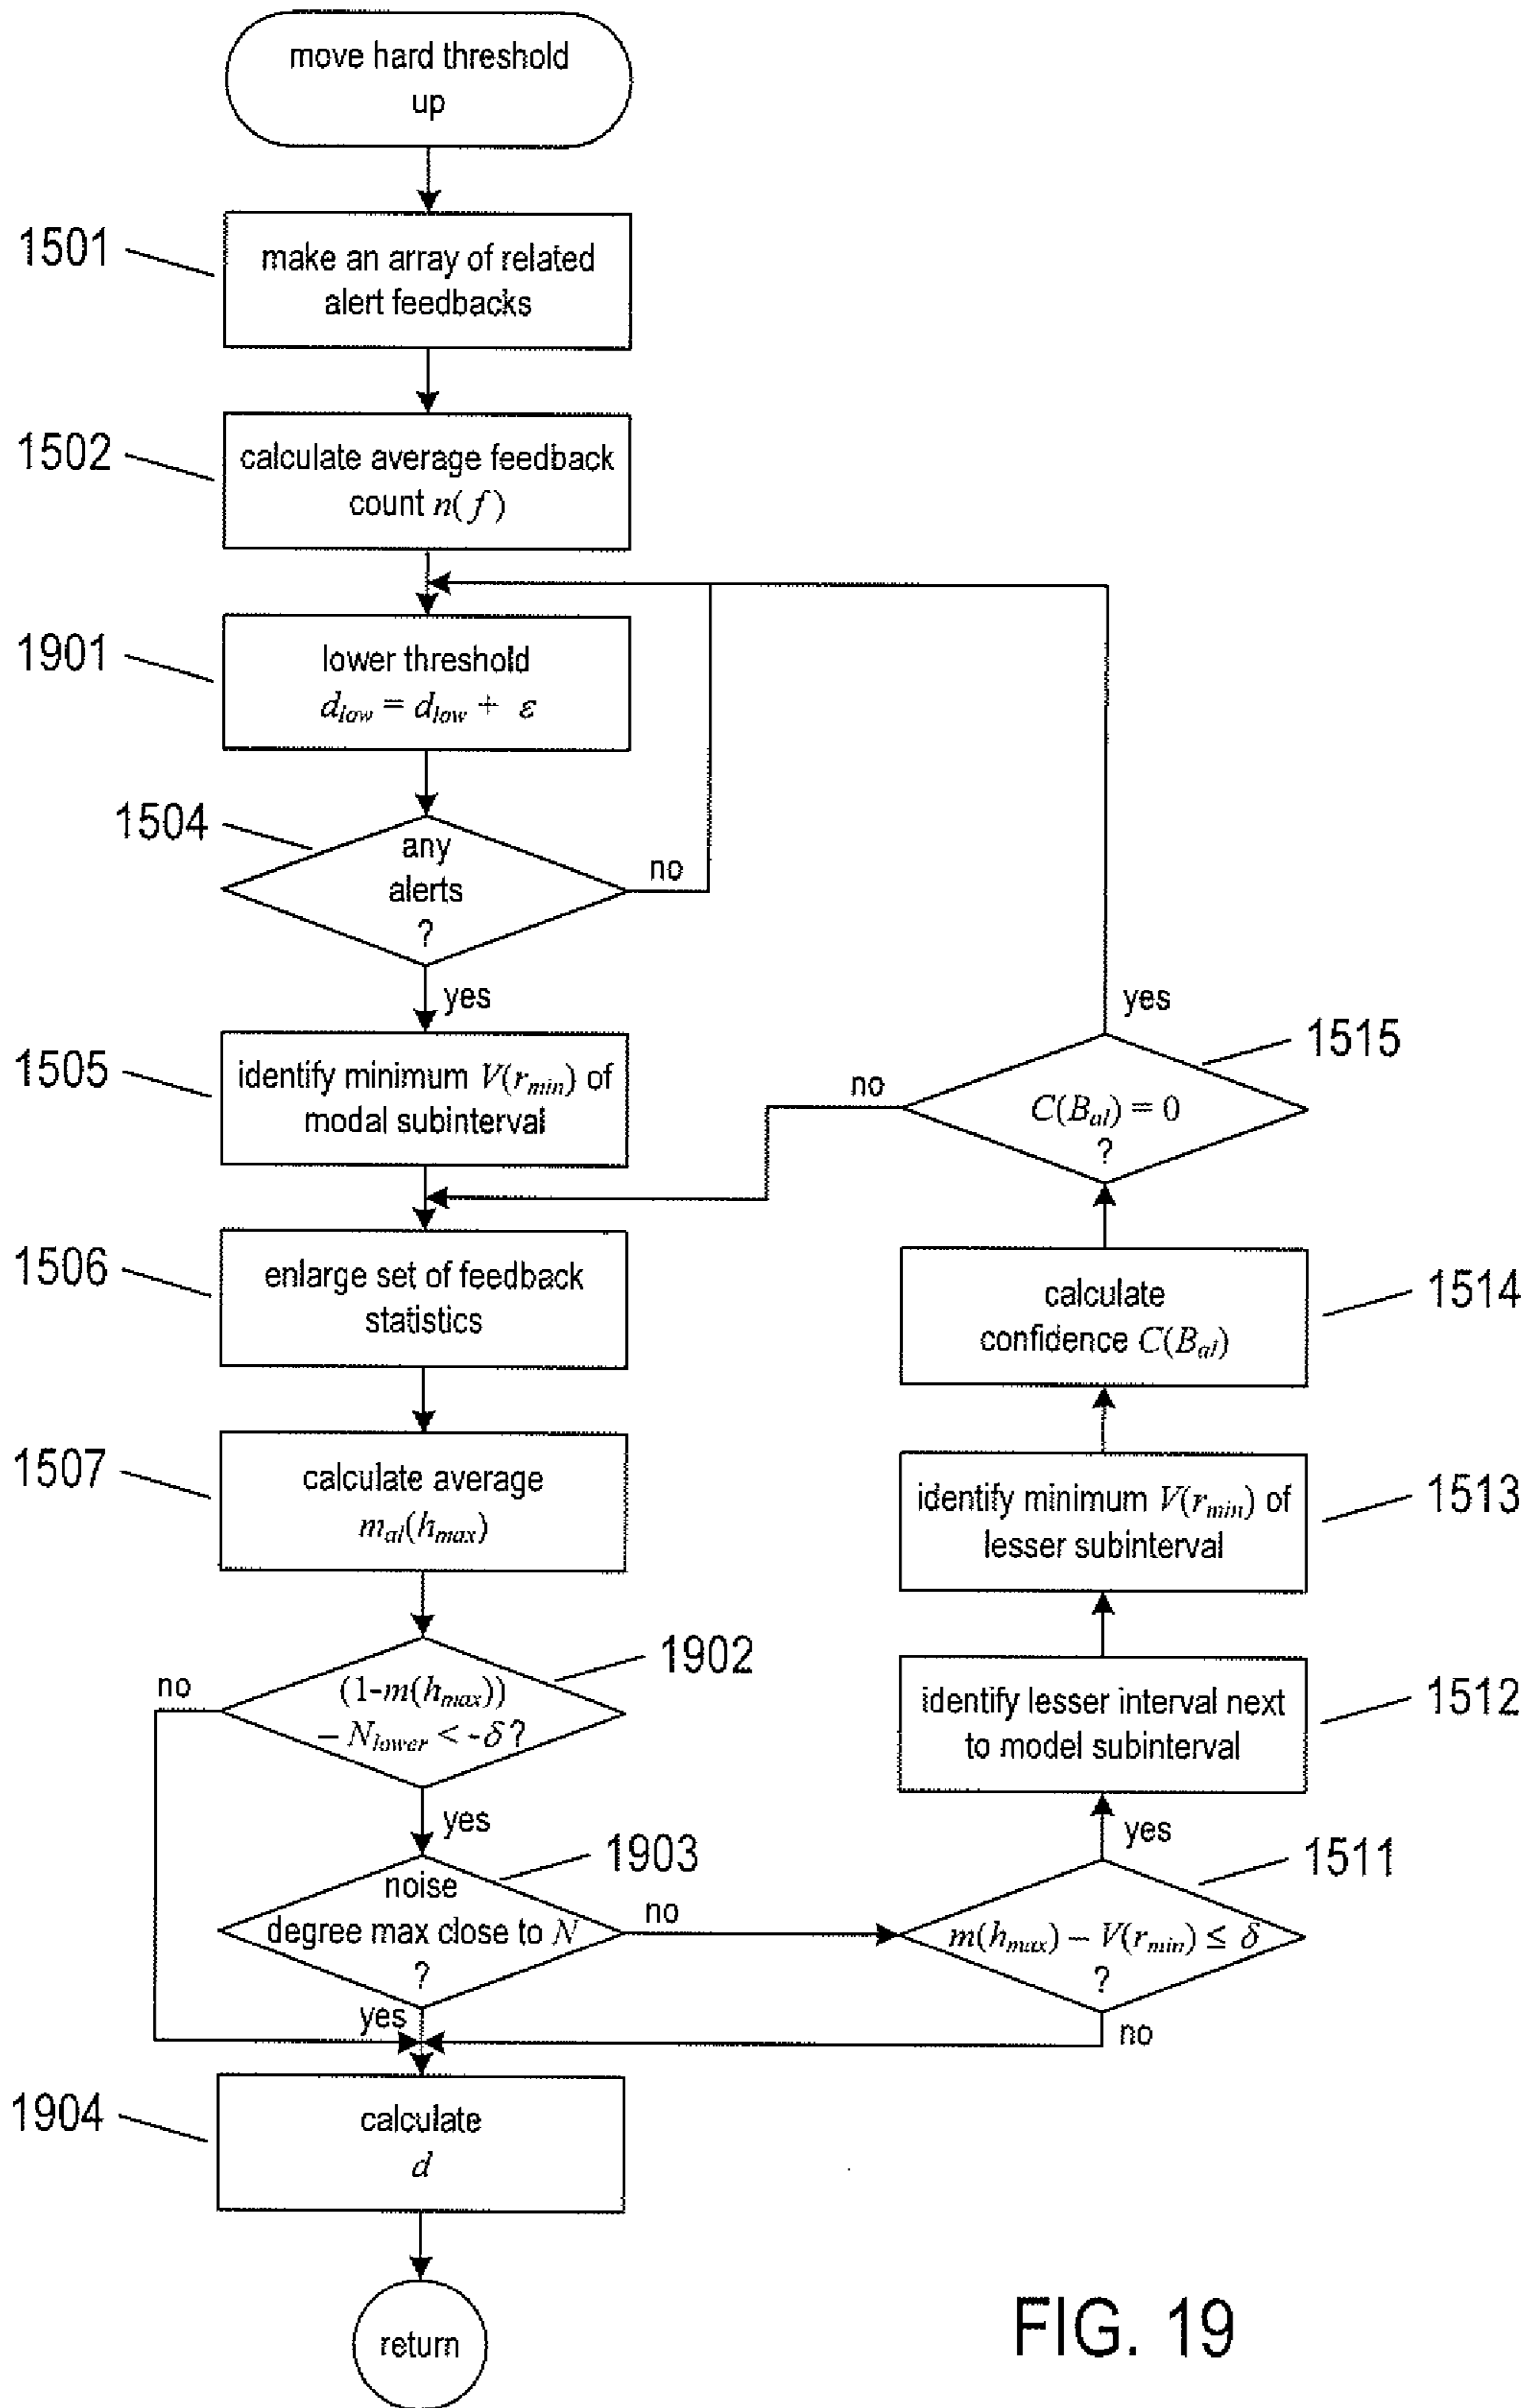 move hard threshold
up
1501
make an array of related
alert feedbacks
1502
calculate average feedback
count n( f )
1901
lower threshold
d_low = d_low + ε
1504
any
alerts
?
no
yes
1505
identify minimum V(r_min) of
modal subinterval
1506
enlarge set of feedback
statistics
1507
calculate average
m_al(h_max)
1902
(1-m(h_max))
– N_lower < -δ ?
no
yes
1903
noise
degree max close to N
?
no
yes
1511
m(h_max) – V(r_min) ≤ δ
?
yes
no
1512
identify lesser interval next
to model subinterval
1513
identify minimum V(r_min) of
lesser subinterval
1514
calculate
confidence C(B_al)
1515
C(B_al) = 0
?
yes
no
1904
calculate
d
return
FIG. 19